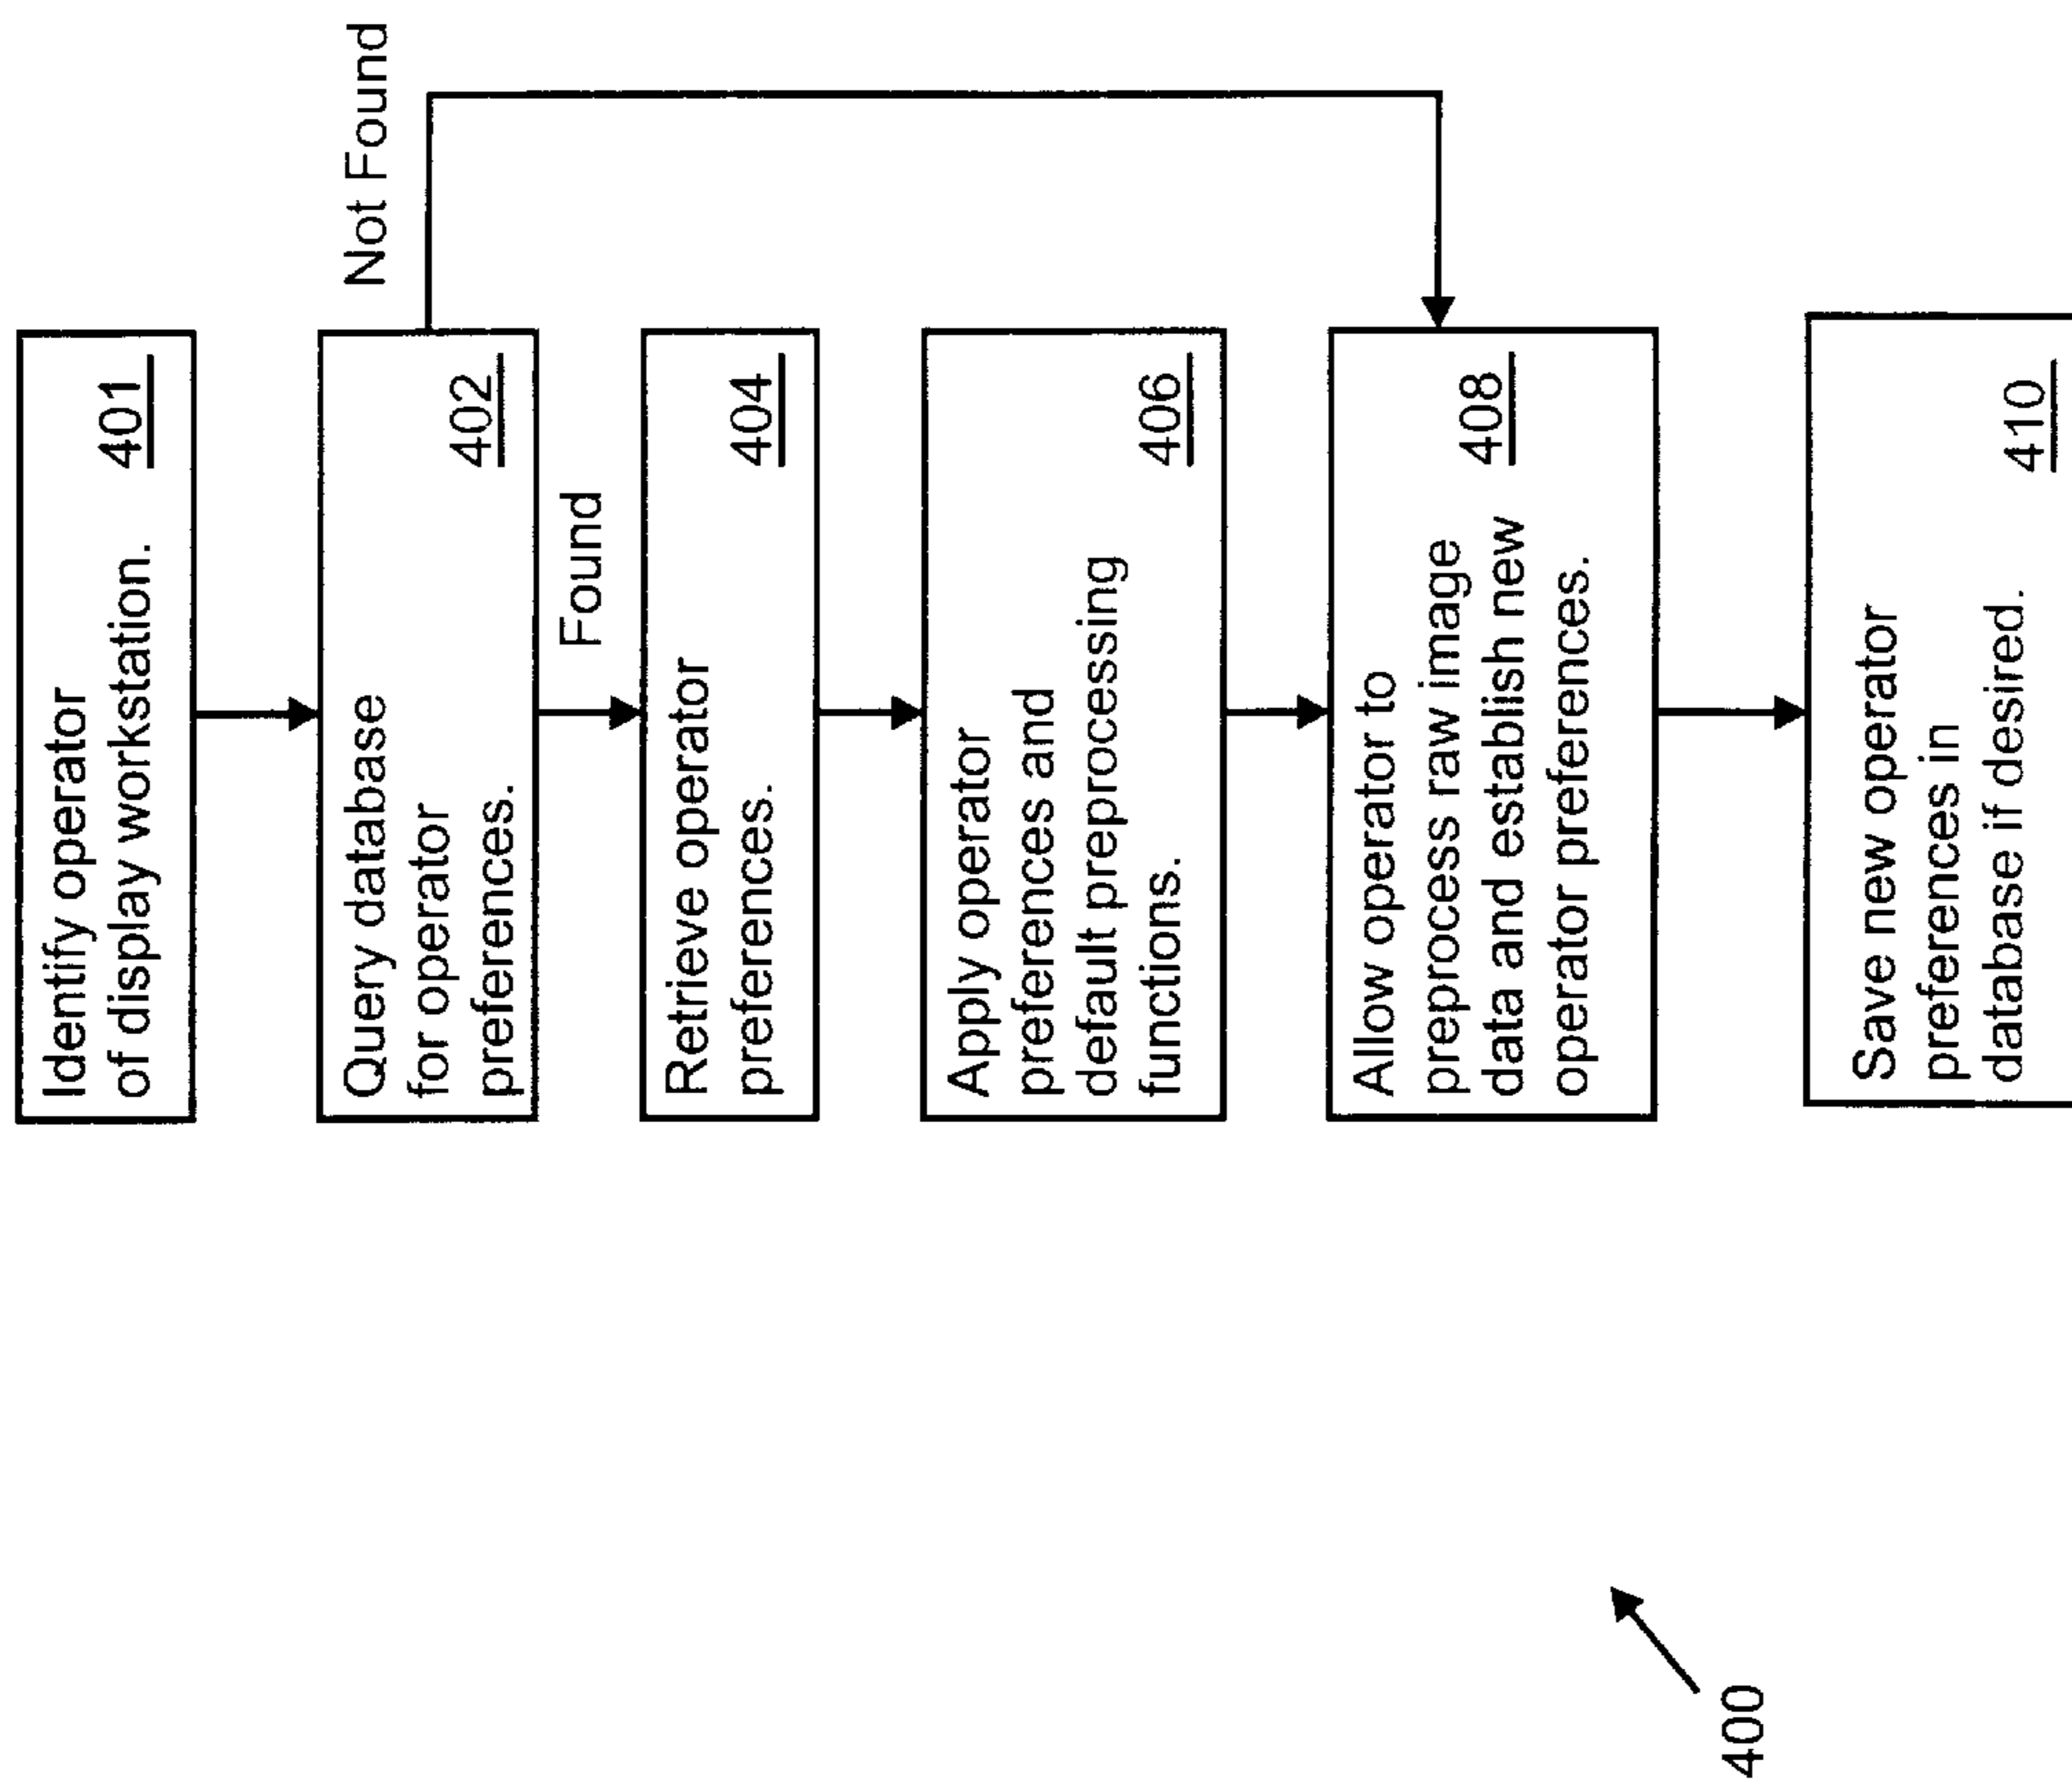 Identify operator
of display workstation. 401
Not Found
Query database
for operator
preferences. 402
Found
Retrieve operator
preferences. 404
Apply operator
preferences and
default preprocessing
functions. 406
Allow operator to
preprocess raw image
data and establish new 408
operator preferences.
Save new operator
preferences in
database if desired. 410
400